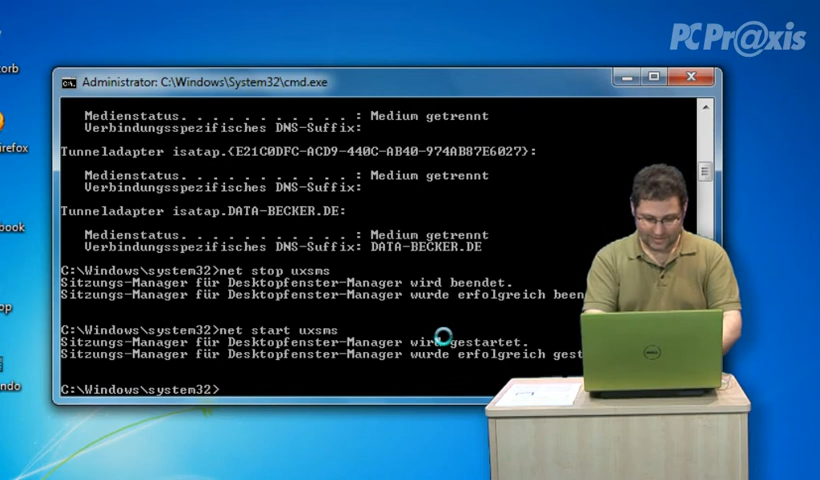 PCPr@xis
orb
irefox
book
op
ndo
Administrator: C:\Windows\System32\cmd.exe
Medienstatus. . . . . . . . . . . : Medium getrennt
Verbindungsspezifisches DNS-Suffix:
Tunneladapter isatap.{E21C0DFC-ACD9-440C-AB40-974AB87E6027}:
Medienstatus. . . . . . . . . . . : Medium getrennt
Verbindungsspezifisches DNS-Suffix:
Tunneladapter isatap.DATA-BECKER.DE:
Medienstatus. . . . . . . . . . . : Medium getrennt
Verbindungsspezifisches DNS-Suffix: DATA-BECKER.DE
C:\Windows\system32>net stop uxsms
Sitzungs-Manager für Desktopfenster-Manager wird beendet.
Sitzungs-Manager für Desktopfenster-Manager wurde erfolgreich been
C:\Windows\system32>net start uxsms
Sitzungs-Manager für Desktopfenster-Manager wird gestartet.
Sitzungs-Manager für Desktopfenster-Manager wurde erfolgreich gest
C:\Windows\system32>
DELL